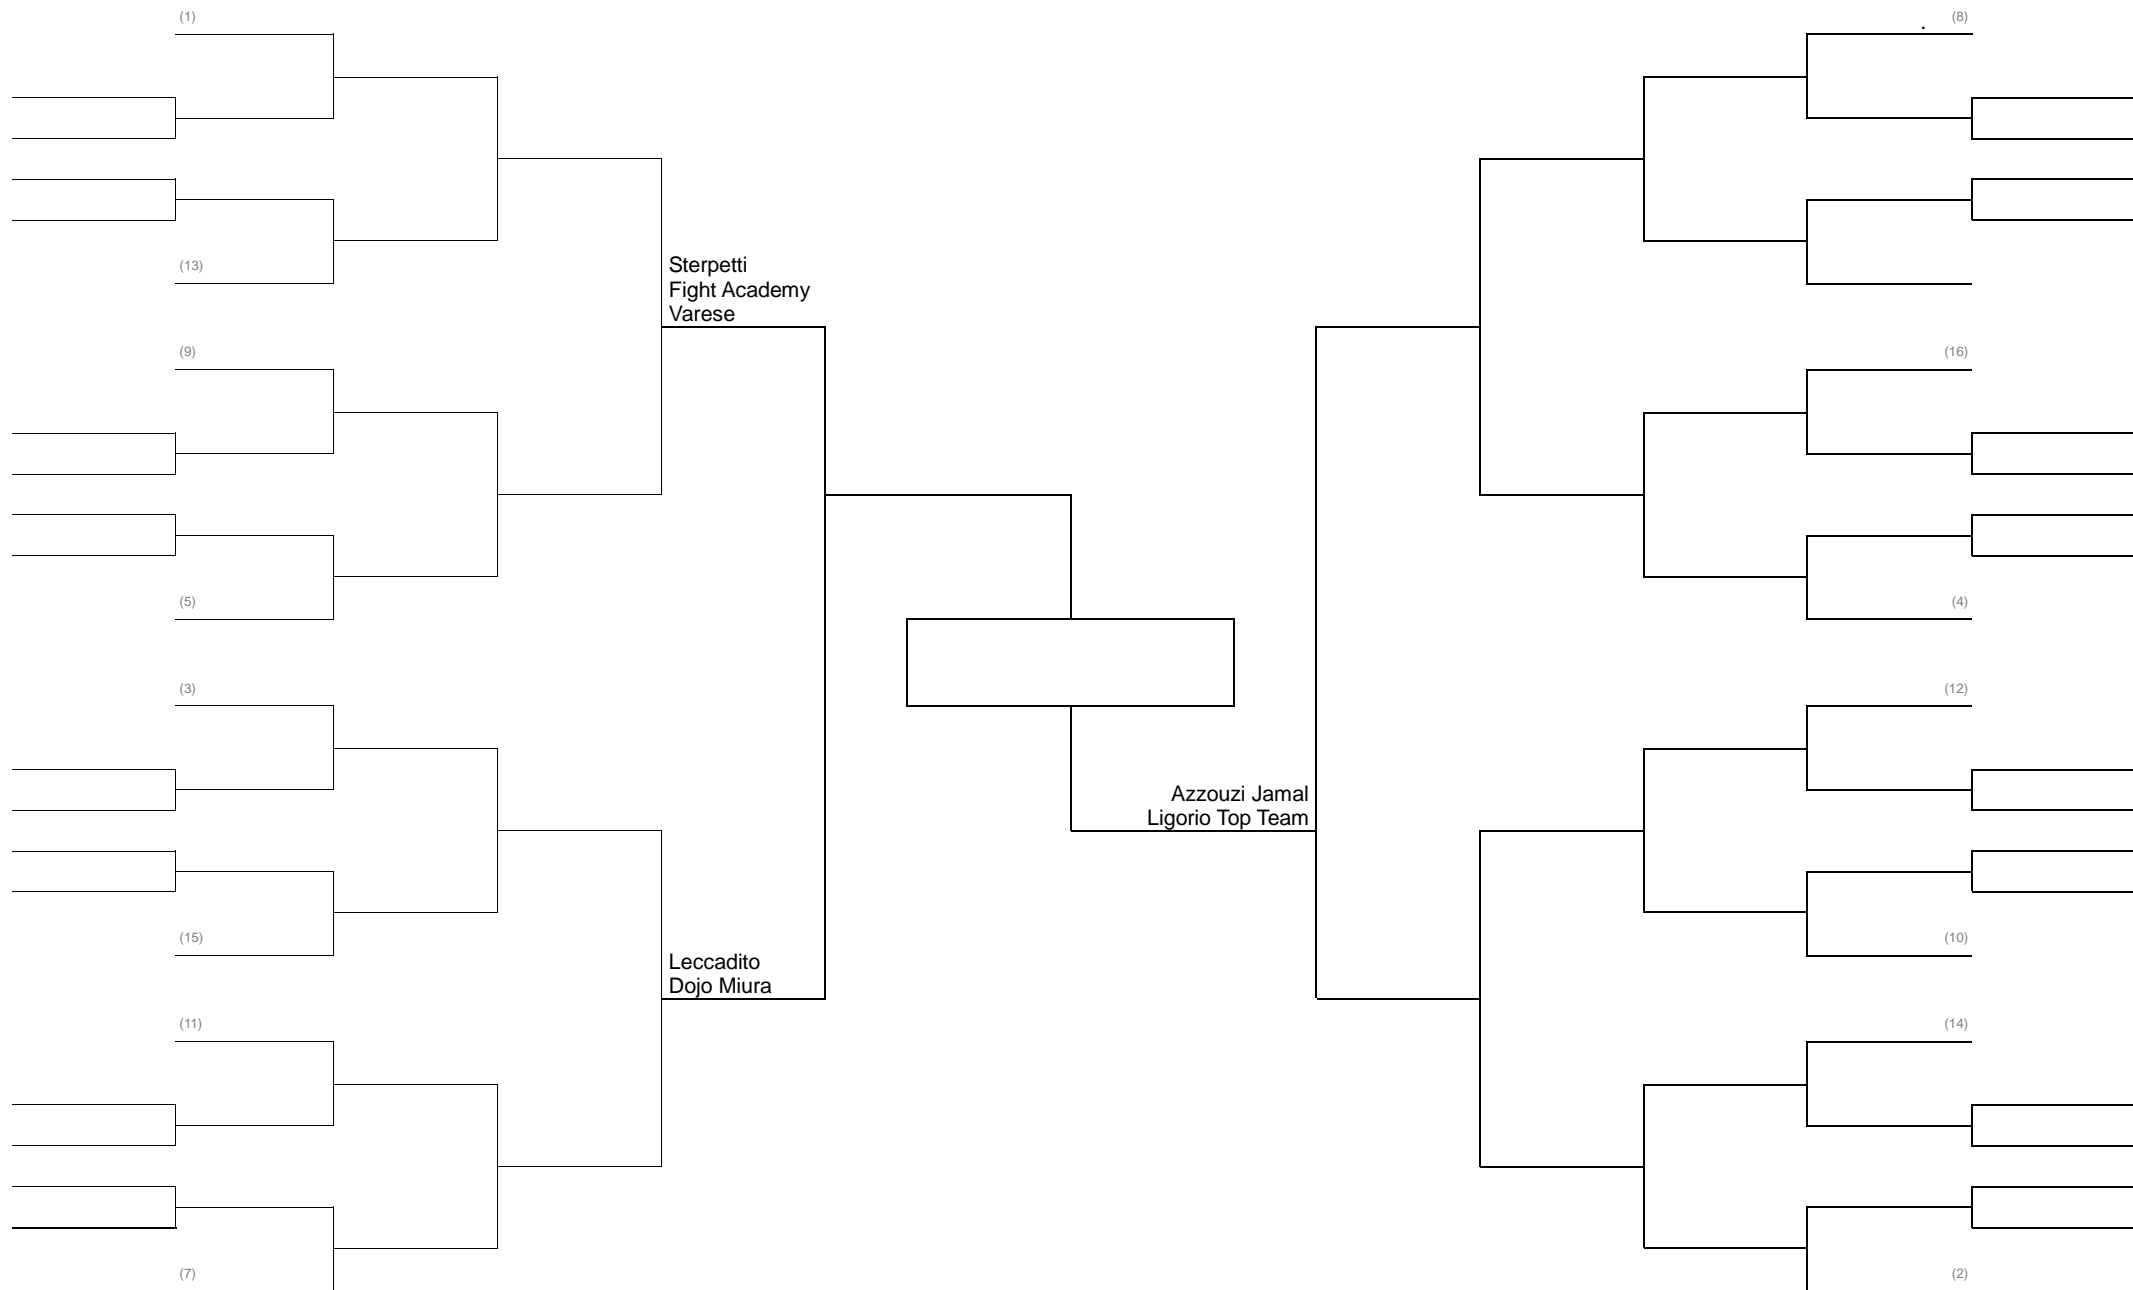 (1)
. (8)
(13)
Sterpetti
Fight Academy
Varese
(9)
(16)
(5)
(4)
(3)
(12)
Azzouzi Jamal
Ligorio Top Team
(15)
(10)
Leccadito
Dojo Miura
(11)
(14)
(7)
(2)